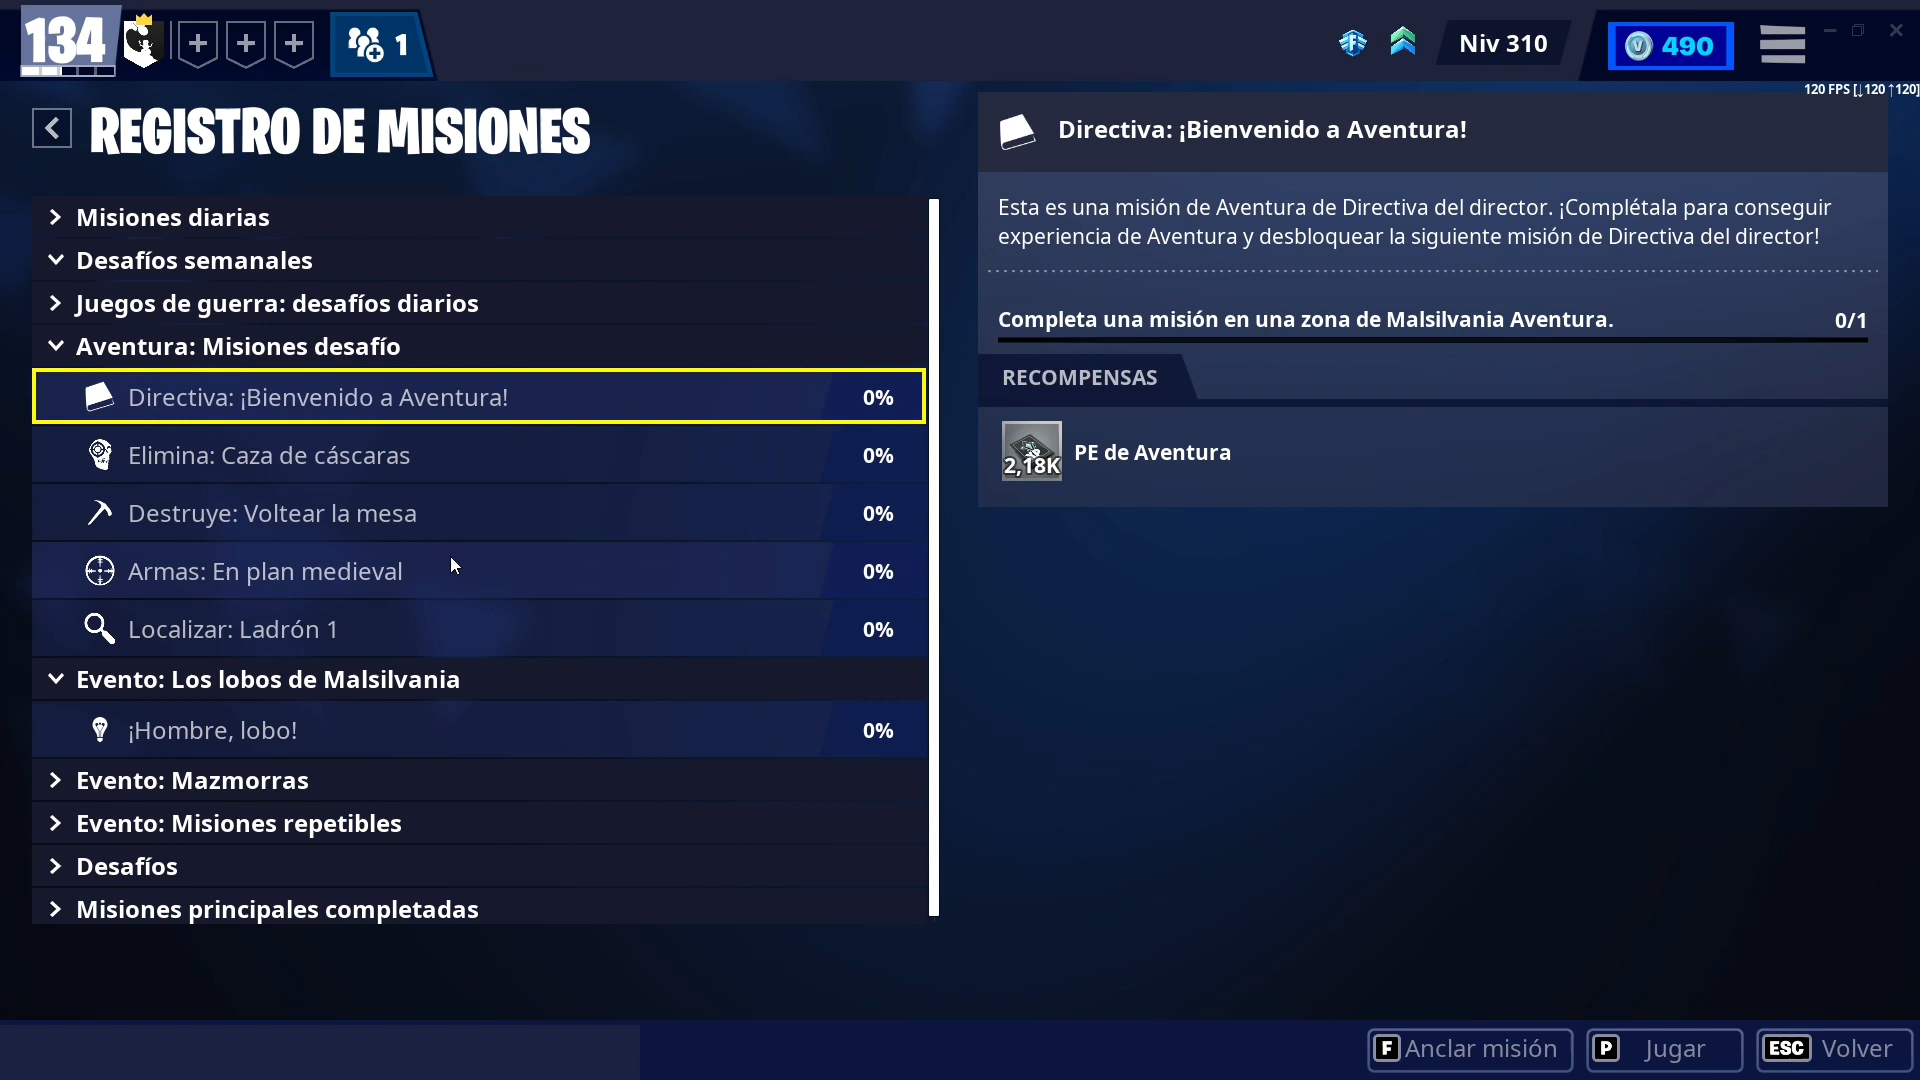 134
1
Niv 310
490
120 FPS [↓120 ↑120]
REGISTRO DE MISIONES
Misiones diarias
Desafíos semanales
Juegos de guerra: desafíos diarios
Aventura: Misiones desafío
Directiva: ¡Bienvenido a Aventura! 0%
Elimina: Caza de cáscaras 0%
Destruye: Voltear la mesa 0%
Armas: En plan medieval 0%
Localizar: Ladrón 1 0%
Evento: Los lobos de Malsilvania
¡Hombre, lobo! 0%
Evento: Mazmorras
Evento: Misiones repetibles
Desafíos
Misiones principales completadas
Directiva: ¡Bienvenido a Aventura!
Esta es una misión de Aventura de Directiva del director. ¡Complétala para conseguir
experiencia de Aventura y desbloquear la siguiente misión de Directiva del director!
Completa una misión en una zona de Malsilvania Aventura. 0/1
RECOMPENSAS
2,18K PE de Aventura
F Anclar misión P Jugar ESC Volver